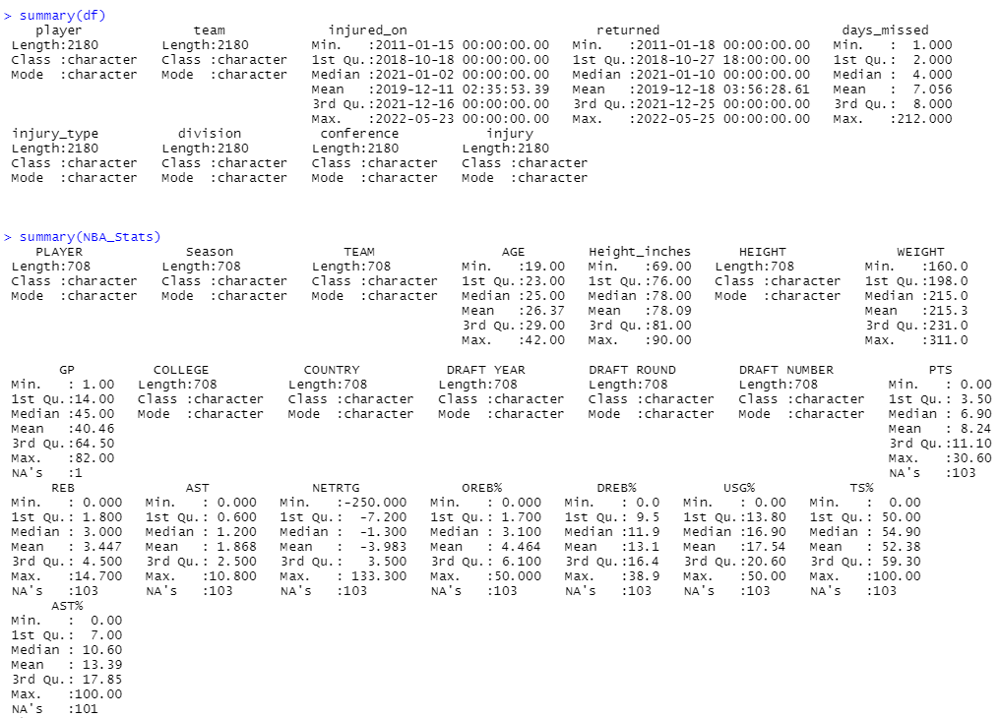 > summary(df)
player team injured_on returned days_missed
Length:2180 Length:2180 Min. :2011-01-15 00:00:00.00 Min. :2011-01-18 00:00:00.00 Min. : 1.000
Class :character Class :character 1st Qu.:2018-10-18 00:00:00.00 1st Qu.:2018-10-27 18:00:00.00 1st Qu.: 2.000
Mode :character Mode :character Median :2021-01-02 00:00:00.00 Median :2021-01-10 00:00:00.00 Median : 4.000
Mean :2019-12-11 02:35:53.39 Mean :2019-12-18 03:56:28.61 Mean : 7.056
3rd Qu.:2021-12-16 00:00:00.00 3rd Qu.:2021-12-25 00:00:00.00 3rd Qu.: 8.000
Max. :2022-05-23 00:00:00.00 Max. :2022-05-25 00:00:00.00 Max. :212.000
injury_type division conference injury
Length:2180 Length:2180 Length:2180 Length:2180
Class :character Class :character Class :character Class :character
Mode :character Mode :character Mode :character Mode :character
> summary(NBA_Stats)
PLAYER Season TEAM AGE Height_inches HEIGHT WEIGHT
Length:708 Length:708 Length:708 Min. :19.00 Min. :69.00 Length:708 Min. :160.0
Class :character Class :character Class :character 1st Qu.:23.00 1st Qu.:76.00 Class :character 1st Qu.:198.0
Mode :character Mode :character Mode :character Median :25.00 Median :78.00 Mode :character Median :215.0
Mean :26.37 Mean :78.09 Mean :215.3
3rd Qu.:29.00 3rd Qu.:81.00 3rd Qu.:231.0
Max. :42.00 Max. :90.00 Max. :311.0
GP COLLEGE COUNTRY DRAFT YEAR DRAFT ROUND DRAFT NUMBER PTS
Min. : 1.00 Length:708 Length:708 Length:708 Length:708 Length:708 Min. : 0.00
1st Qu.:14.00 Class :character Class :character Class :character Class :character Class :character 1st Qu.: 3.50
Median :45.00 Mode :character Mode :character Mode :character Mode :character Mode :character Median : 6.90
Mean :40.46 Mean : 8.24
3rd Qu.:64.50 3rd Qu.:11.10
Max. :82.00 Max. :30.60
NA's :1 NA's :103
REB AST NETRTG OREB% DREB% USG% TS%
Min. : 0.000 Min. : 0.000 Min. :-250.000 Min. : 0.000 Min. : 0.0 Min. : 0.00 Min. : 0.00
1st Qu.: 1.800 1st Qu.: 0.600 1st Qu.: -7.200 1st Qu.: 1.700 1st Qu.: 9.5 1st Qu.:13.80 1st Qu.: 50.00
Median : 3.000 Median : 1.200 Median : -1.300 Median : 3.100 Median :11.9 Median :16.90 Median : 54.90
Mean : 3.447 Mean : 1.868 Mean : -3.983 Mean : 4.464 Mean :13.1 Mean :17.54 Mean : 52.38
3rd Qu.: 4.500 3rd Qu.: 2.500 3rd Qu.: 3.500 3rd Qu.: 6.100 3rd Qu.:16.4 3rd Qu.:20.60 3rd Qu.: 59.30
Max. :14.700 Max. :10.800 Max. : 133.300 Max. :50.000 Max. :38.9 Max. :50.00 Max. :100.00
NA's :103 NA's :103 NA's :103 NA's :103 NA's :103 NA's :103 NA's :103
AST%
Min. : 0.00
1st Qu.: 7.00
Median : 10.60
Mean : 13.39
3rd Qu.: 17.85
Max. :100.00
NA's :101